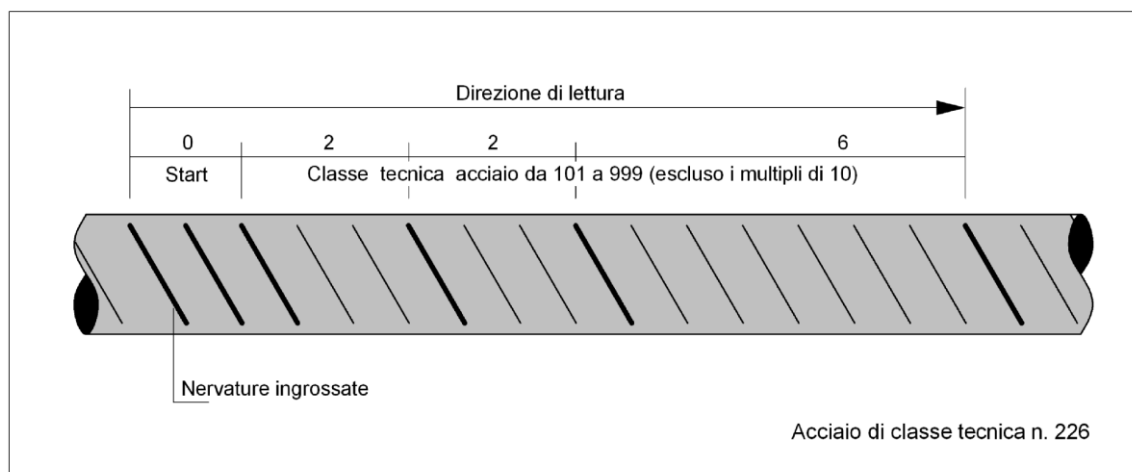 Direzione di lettura
0 2 2 6
Start Classe tecnica acciaio da 101 a 999 (escluso i multipli di 10)
Nervature ingrossate
Acciaio di classe tecnica n. 226